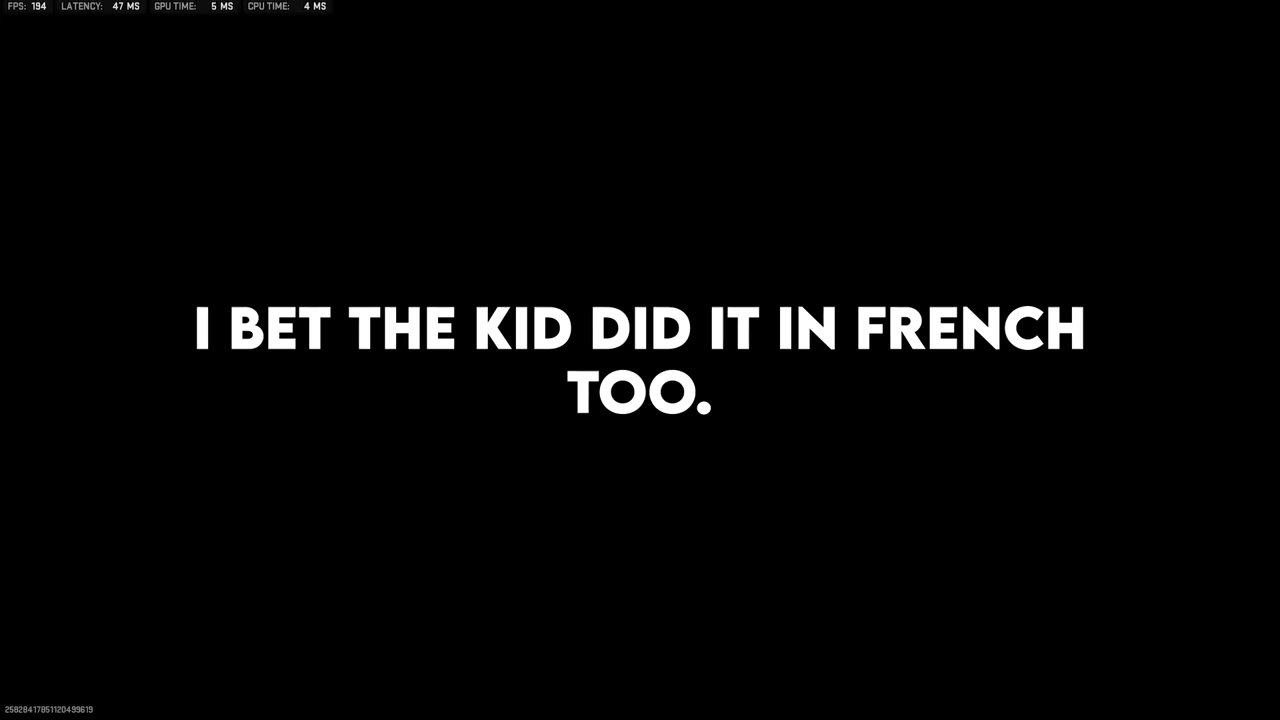 FPS: 194 LATENCY: 47 MS GPU TIME: 5 MS CPU TIME: 4 MS
I BET THE KID DID IT IN FRENCH
TOO.
25828417851120499619